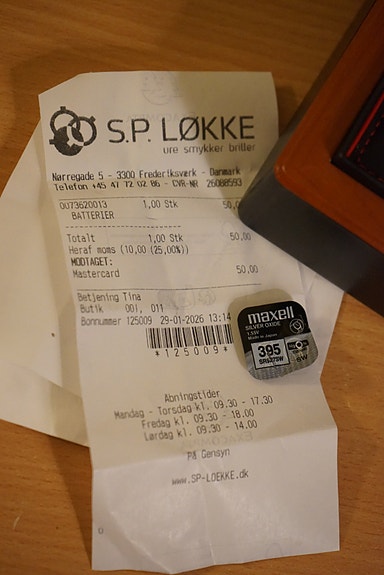 S.P. LØKKE
ure smykker briller
Nørregade 5 - 3300 Frederiksværk - Danmark
Telefon +45 47 72 02 86 - CVR-NR 26088593
OU73620013 1,00 Stk 50,00
BATTERIER
Totalt 1,00 Stk 50,00
Heraf moms (10,00 (25,00%))
MODTAGET:
Mastercard 50,00
Betjening Tina
Butik 001, 011
Bonnummer 125009 29-01-2026 13:14
*125009*
maxell
SILVER OXIDE
1.55V
Made in Japan
395
SR927SW
Åbningstider
Mandag - Torsdag kl. 09.30 - 17.30
Fredag kl. 09.30 - 18.00
Lørdag kl. 09.30 - 14.00
På Gensyn
www.SP-LOEKKE.dk